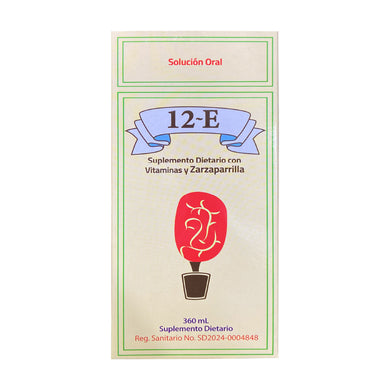 Solución Oral
12-E
Suplemento Dietario con
Vitaminas y Zarzaparrilla
360 mL
Suplemento Dietario
Reg. Sanitario No. SD2024-0004848